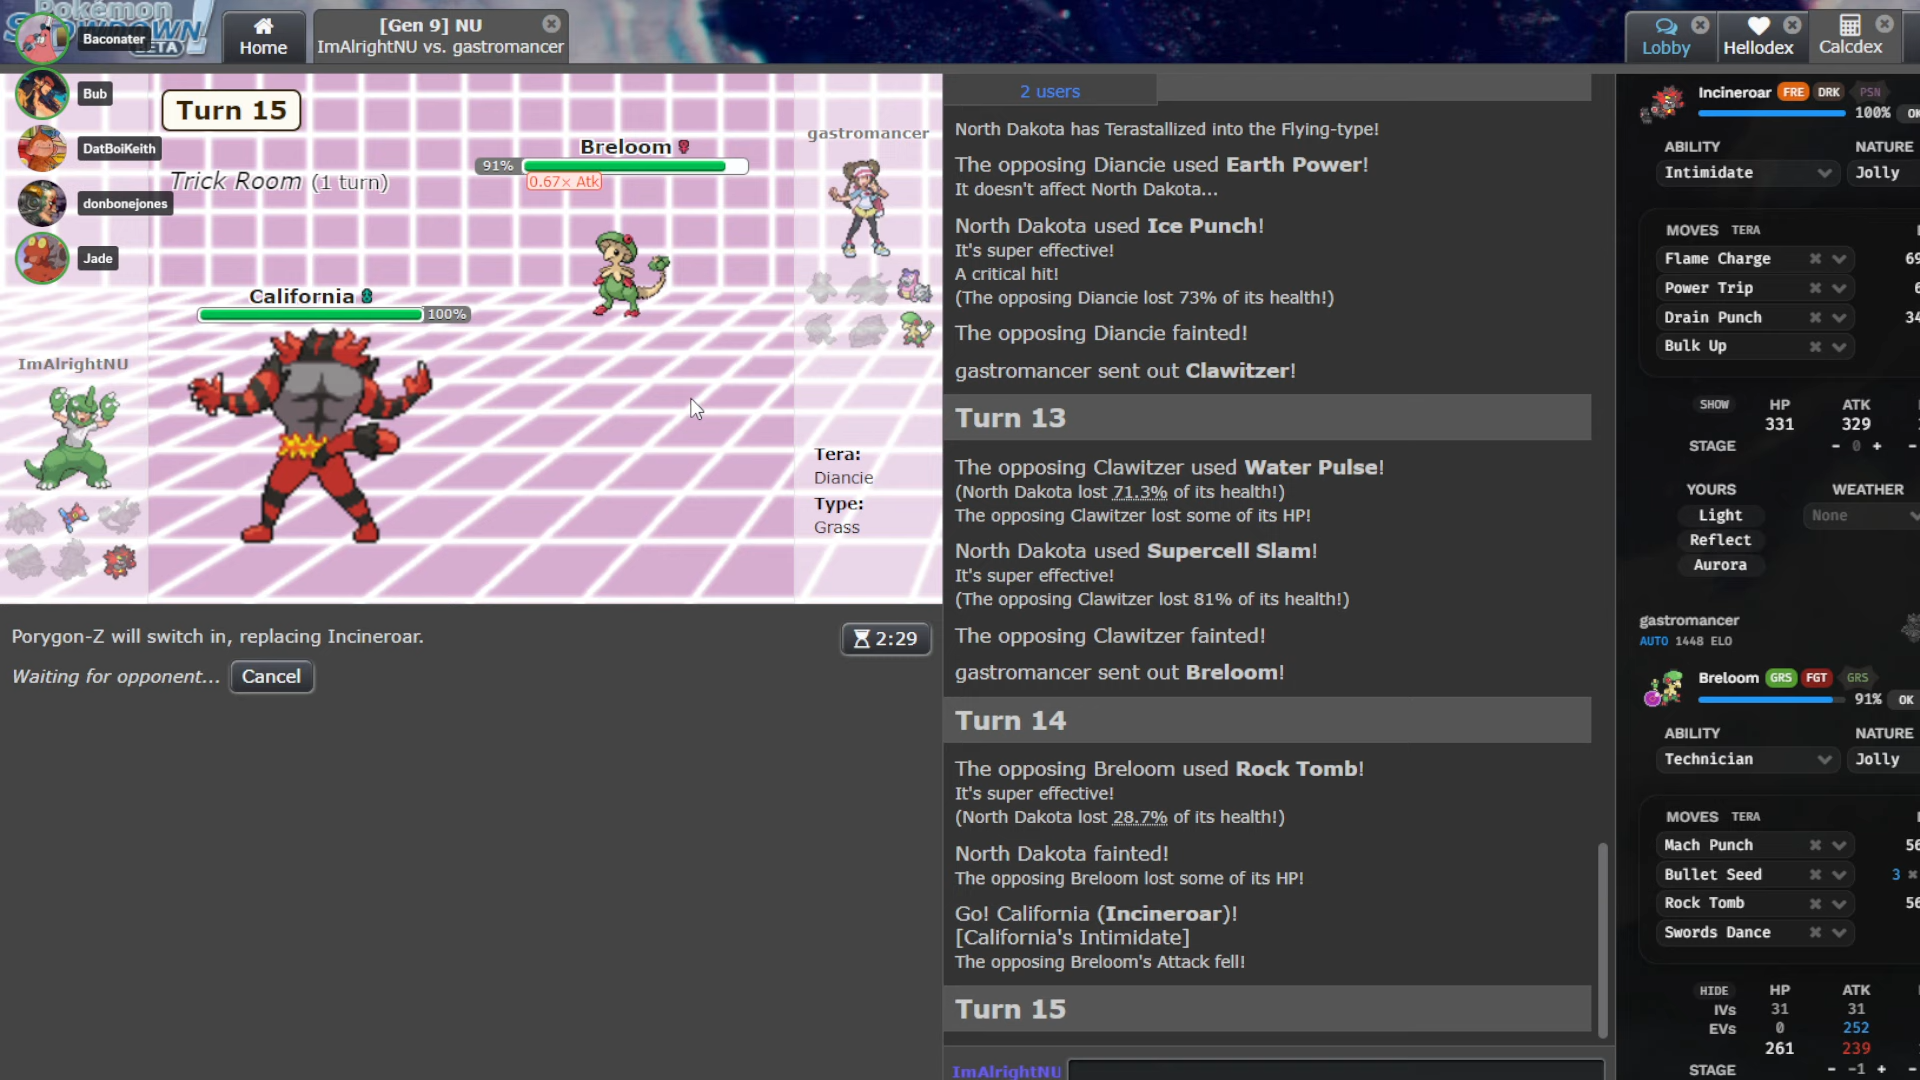 Pokémon
SHOWDOWN!
BETA
Home
[Gen 9] NU
ImAlrightNU vs. gastromancer
Lobby
Hellodex
Calcdex
Baconater
Bub
DatBoiKeith
donbonejones
Jade
Turn 15
Trick Room (1 turn)
Breloom
91%
0.67× Atk
California
100%
gastromancer
ImAlrightNU
Tera:
Diancie
Type:
Grass
Porygon-Z will switch in, replacing Incineroar.
2:29
Waiting for opponent...
Cancel
2 users
North Dakota has Terastallized into the Flying-type!
The opposing Diancie used Earth Power!
It doesn't affect North Dakota...
North Dakota used Ice Punch!
It's super effective!
A critical hit!
(The opposing Diancie lost 73% of its health!)
The opposing Diancie fainted!
gastromancer sent out Clawitzer!
Turn 13
The opposing Clawitzer used Water Pulse!
(North Dakota lost 71.3% of its health!)
The opposing Clawitzer lost some of its HP!
North Dakota used Supercell Slam!
It's super effective!
(The opposing Clawitzer lost 81% of its health!)
The opposing Clawitzer fainted!
gastromancer sent out Breloom!
Turn 14
The opposing Breloom used Rock Tomb!
It's super effective!
(North Dakota lost 28.7% of its health!)
North Dakota fainted!
The opposing Breloom lost some of its HP!
Go! California (Incineroar)!
[California's Intimidate]
The opposing Breloom's Attack fell!
Turn 15
ImAlrightNU
Incineroar FRE DRK PSN
100% OK
ABILITY NATURE
Intimidate Jolly
MOVES TERA
Flame Charge 69
Power Trip 6
Drain Punch 34
Bulk Up
SHOW HP ATK
331 329
STAGE - 0 + -
YOURS WEATHER
Light None
Reflect
Aurora
gastromancer
AUTO 1448 ELO
Breloom GRS FGT GRS
91% OK
ABILITY NATURE
Technician Jolly
MOVES TERA
Mach Punch 56
Bullet Seed 3 ×
Rock Tomb 56
Swords Dance
HIDE HP ATK
IVs 31 31
EVs 0 252
261 239
STAGE - -1 + -